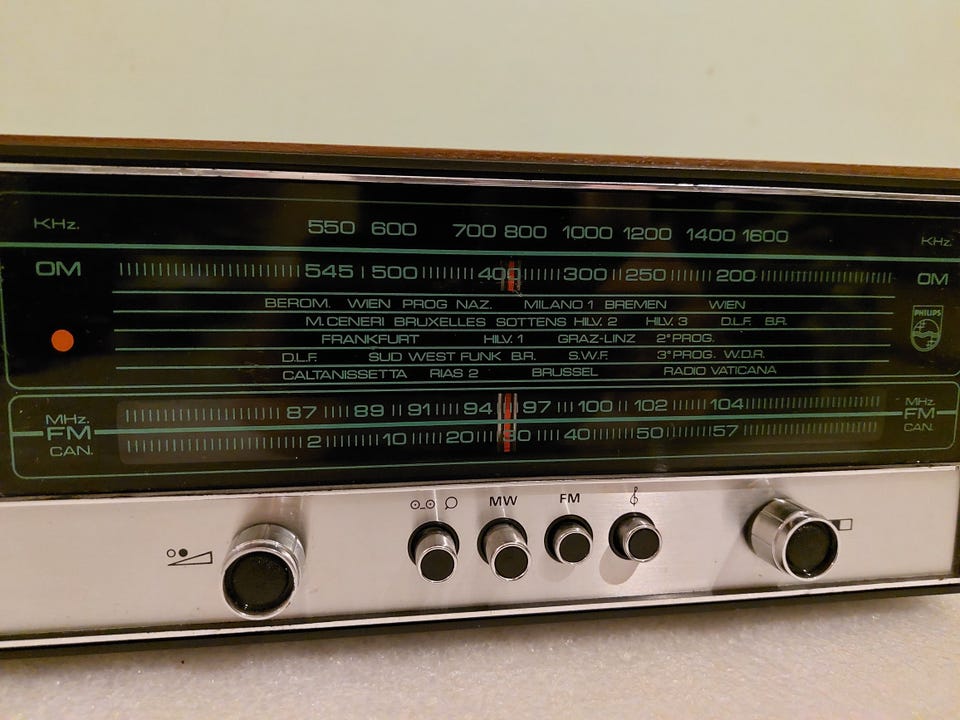 KHz. 550 600 700 800 1000 1200 1400 1600 KHz.
OM 545 500 400 300 250 200 OM
BEROM. WIEN PROG NAZ. MILANO 1 BREMEN WIEN
M.CENERI BRUXELLES SOTTENS HILV. 2 HILV. 3 D.L.F. B.R.
PHILIPS
FRANKFURT HILV. 1 GRAZ-LINZ 2° PROG.
D.L.F. SUD WEST FUNK B.R. S.W.F. 3° PROG. W.D.R.
CALTANISSETTA RIAS 2 BRUSSEL RADIO VATICANA
MHz. 87 89 91 94 97 100 102 104 MHz.
FM FM
CAN. 2 10 20 30 40 50 57 CAN.
MW FM